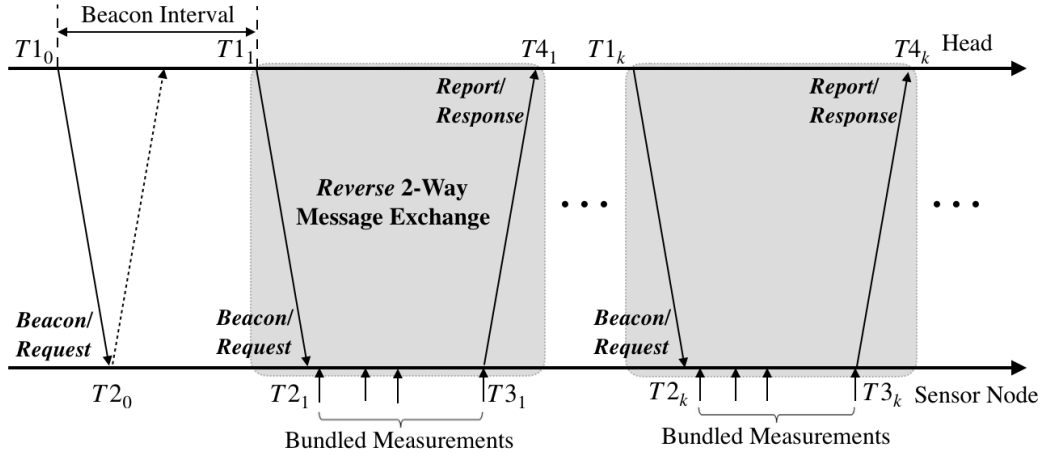 Beacon Interval
T1₀
T1₁
T4₁
T1ₖ
T4ₖ
Head
Report/
Response
Report/
Response
Reverse 2-Way
Message Exchange
• • •
• • •
Beacon/
Request
Beacon/
Request
Beacon/
Request
T2₀
T2₁
T3₁
T2ₖ
T3ₖ
Sensor Node
Bundled Measurements
Bundled Measurements